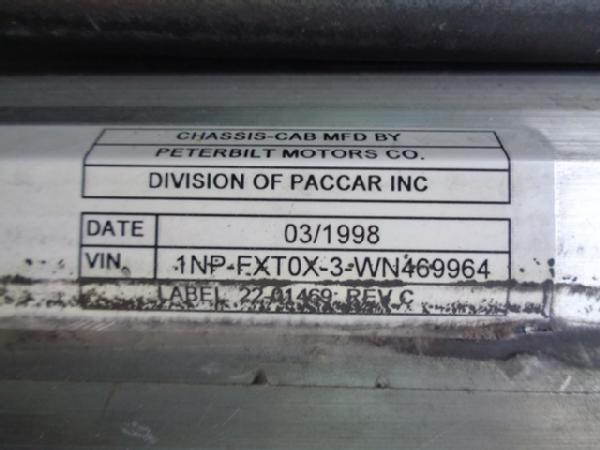 CHASSIS-CAB MFD BY
PETERBILT MOTORS CO.
DIVISION OF PACCAR INC
DATE 03/1998
VIN. 1NP-FXT0X-3-WN469964
LABEL 22-01469 REV C